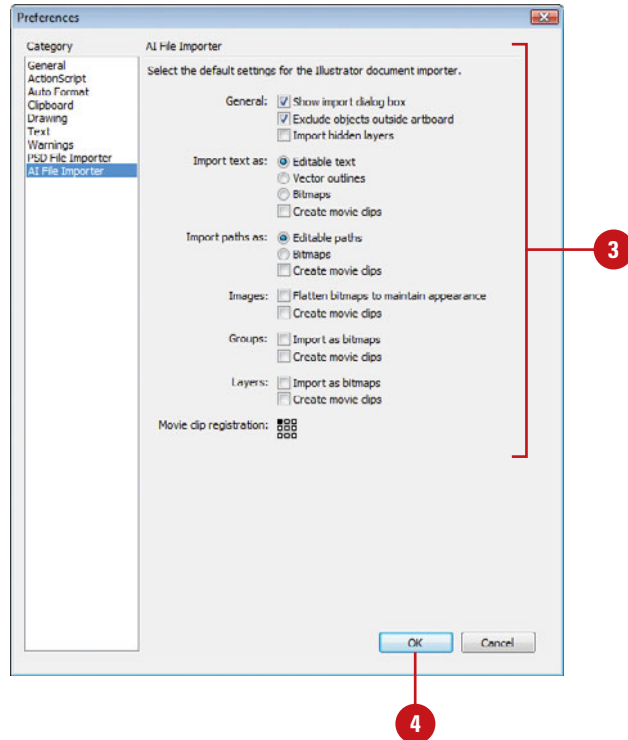 Preferences
Category
AI File Importer
General
ActionScript
Auto Format
Clipboard
Drawing
Text
Warnings
PSD File Importer
AI File Importer
Select the default settings for the Illustrator document importer.
General: Show import dialog box
Exclude objects outside artboard
Import hidden layers
Import text as: Editable text
Vector outlines
Bitmaps
Create movie clips
Import paths as: Editable paths
Bitmaps
Create movie clips
Images: Flatten bitmaps to maintain appearance
Create movie clips
Groups: Import as bitmaps
Create movie clips
Layers: Import as bitmaps
Create movie clips
Movie clip registration:
3
OK Cancel
4